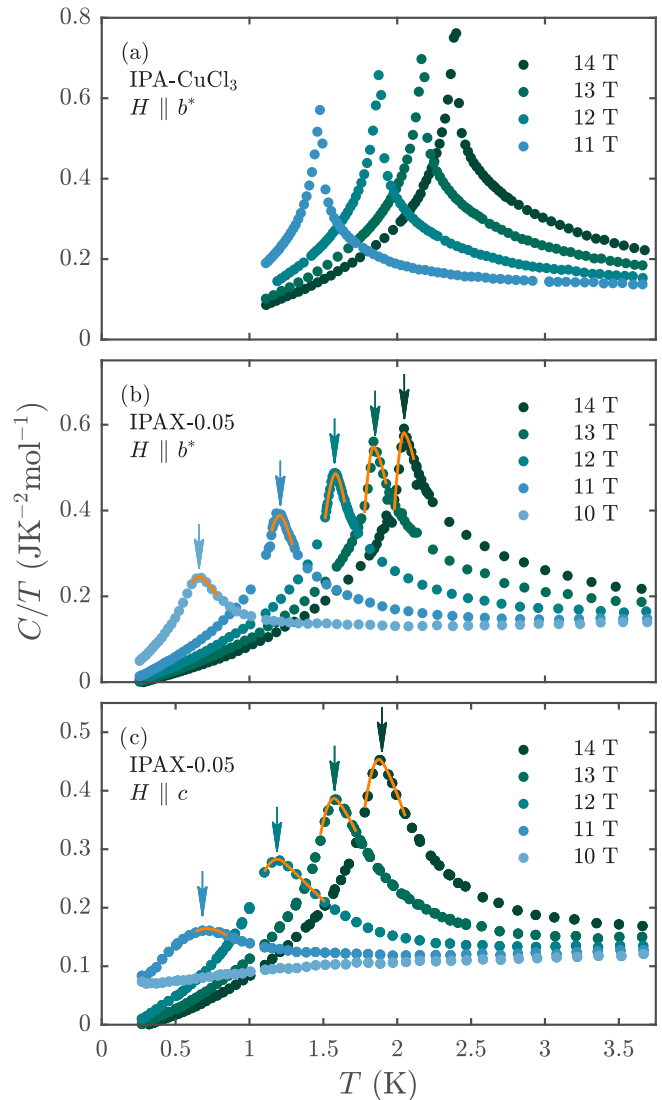 0.8
(a)
IPA-CuCl₃
H ∥ b*
14 T
13 T
12 T
11 T
0.6
0.4
0.2
0
(b)
IPAX-0.05
H ∥ b*
14 T
13 T
12 T
11 T
10 T
0.6
0.4
0.2
0
C/T (JK⁻²mol⁻¹)
(c)
IPAX-0.05
H ∥ c
14 T
13 T
12 T
11 T
10 T
0.5
0.4
0.3
0.2
0.1
0
0 0.5 1 1.5 2 2.5 3 3.5
T (K)